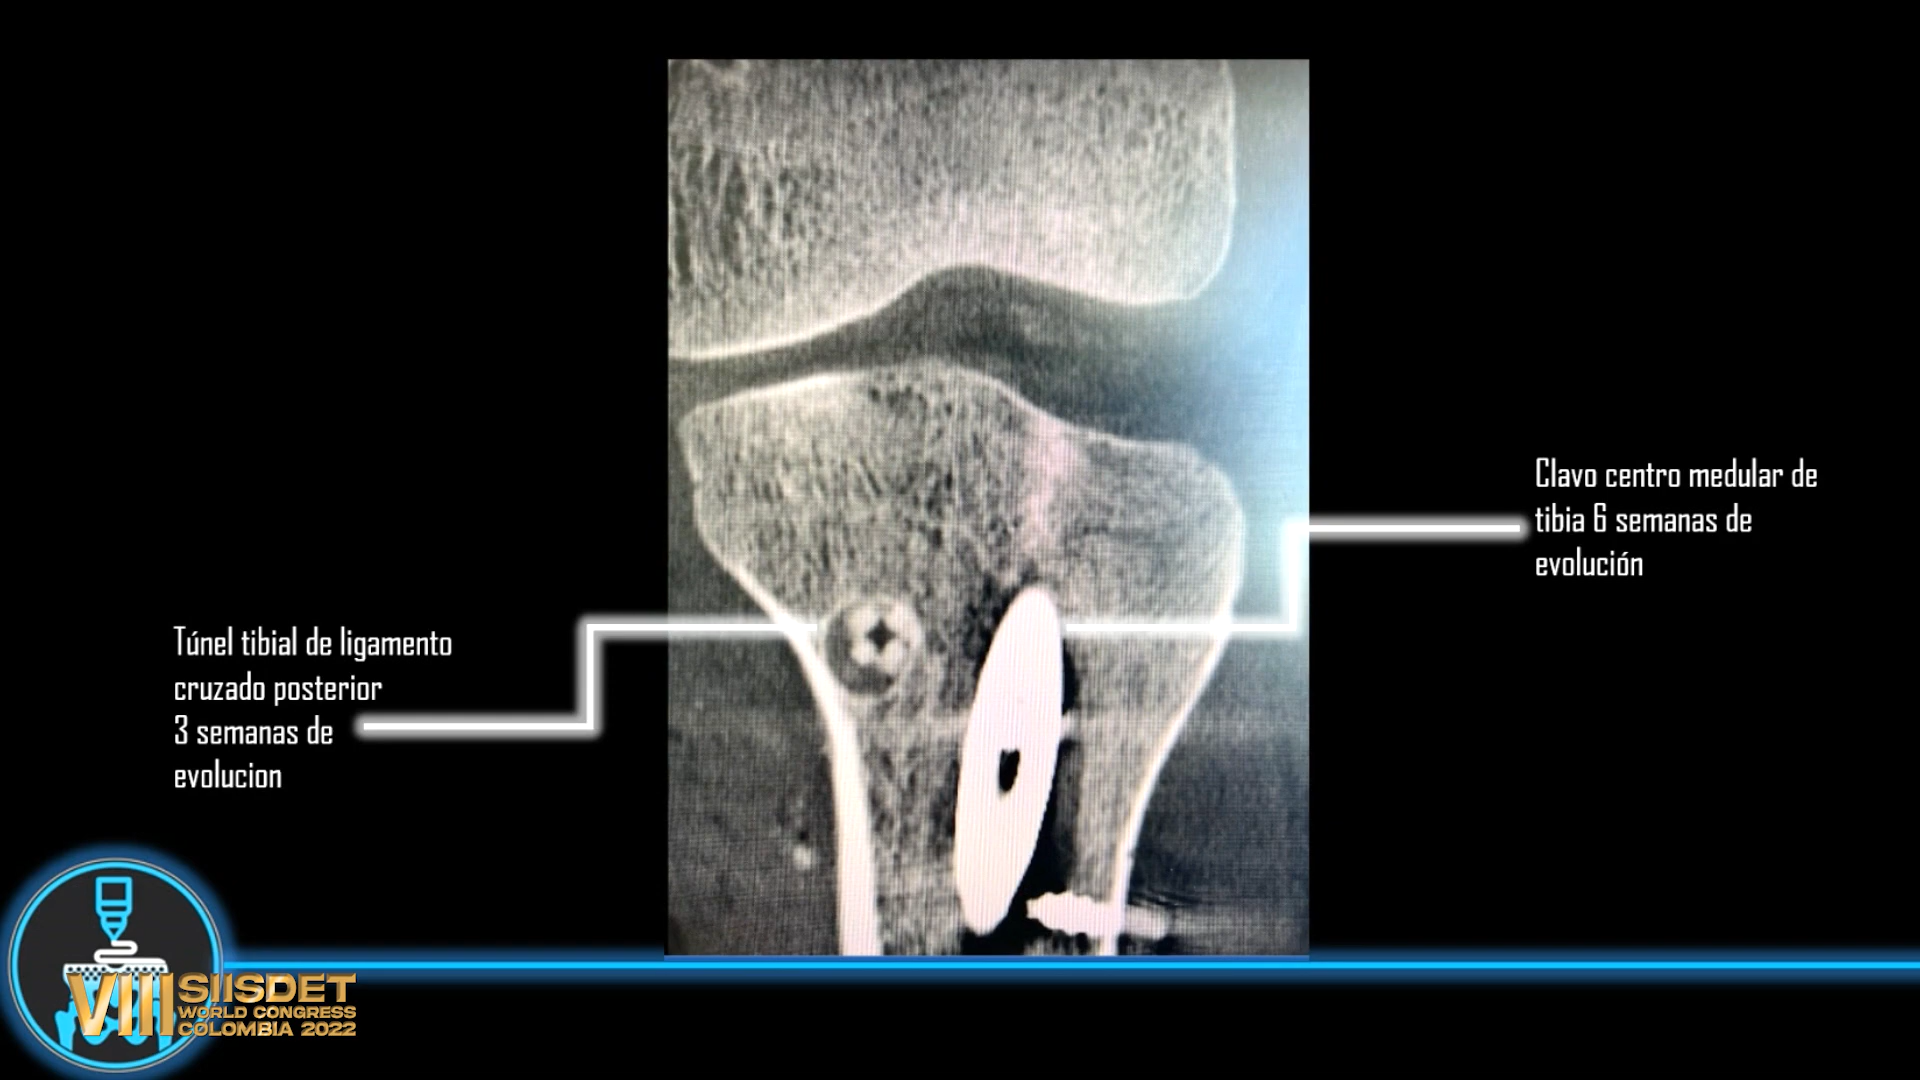 Clavo centro medular de
tibia 6 semanas de
evolución
Túnel tibial de ligamento
cruzado posterior
3 semanas de
evolucion
VIII SIISDET
WORLD CONGRESS
COLOMBIA 2022